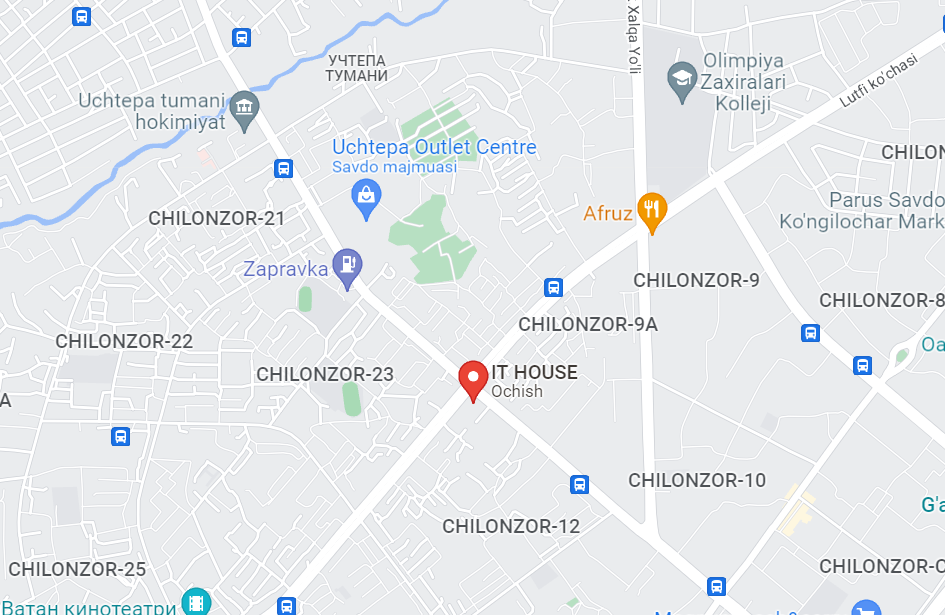 Xalqa Yo'li
Olimpiya
Zaxiralari
Kolleji
Lutfi ko'chasi
УЧТЕПА
ТУМАНИ
Uchtepa tumani
hokimiyat
Uchtepa Outlet Centre
Savdo majmuasi
CHILON
Parus Savdo
Ko'ngilochar Mark
Afruz
CHILONZOR-21
Zapravka
CHILONZOR-9
CHILONZOR-8
CHILONZOR-9A
CHILONZOR-22
Oa
CHILONZOR-23
IT HOUSE
Ochish
A
CHILONZOR-10
G'a
CHILONZOR-12
CHILONZOR-25
CHILONZOR-C
Ватан кинотеатри